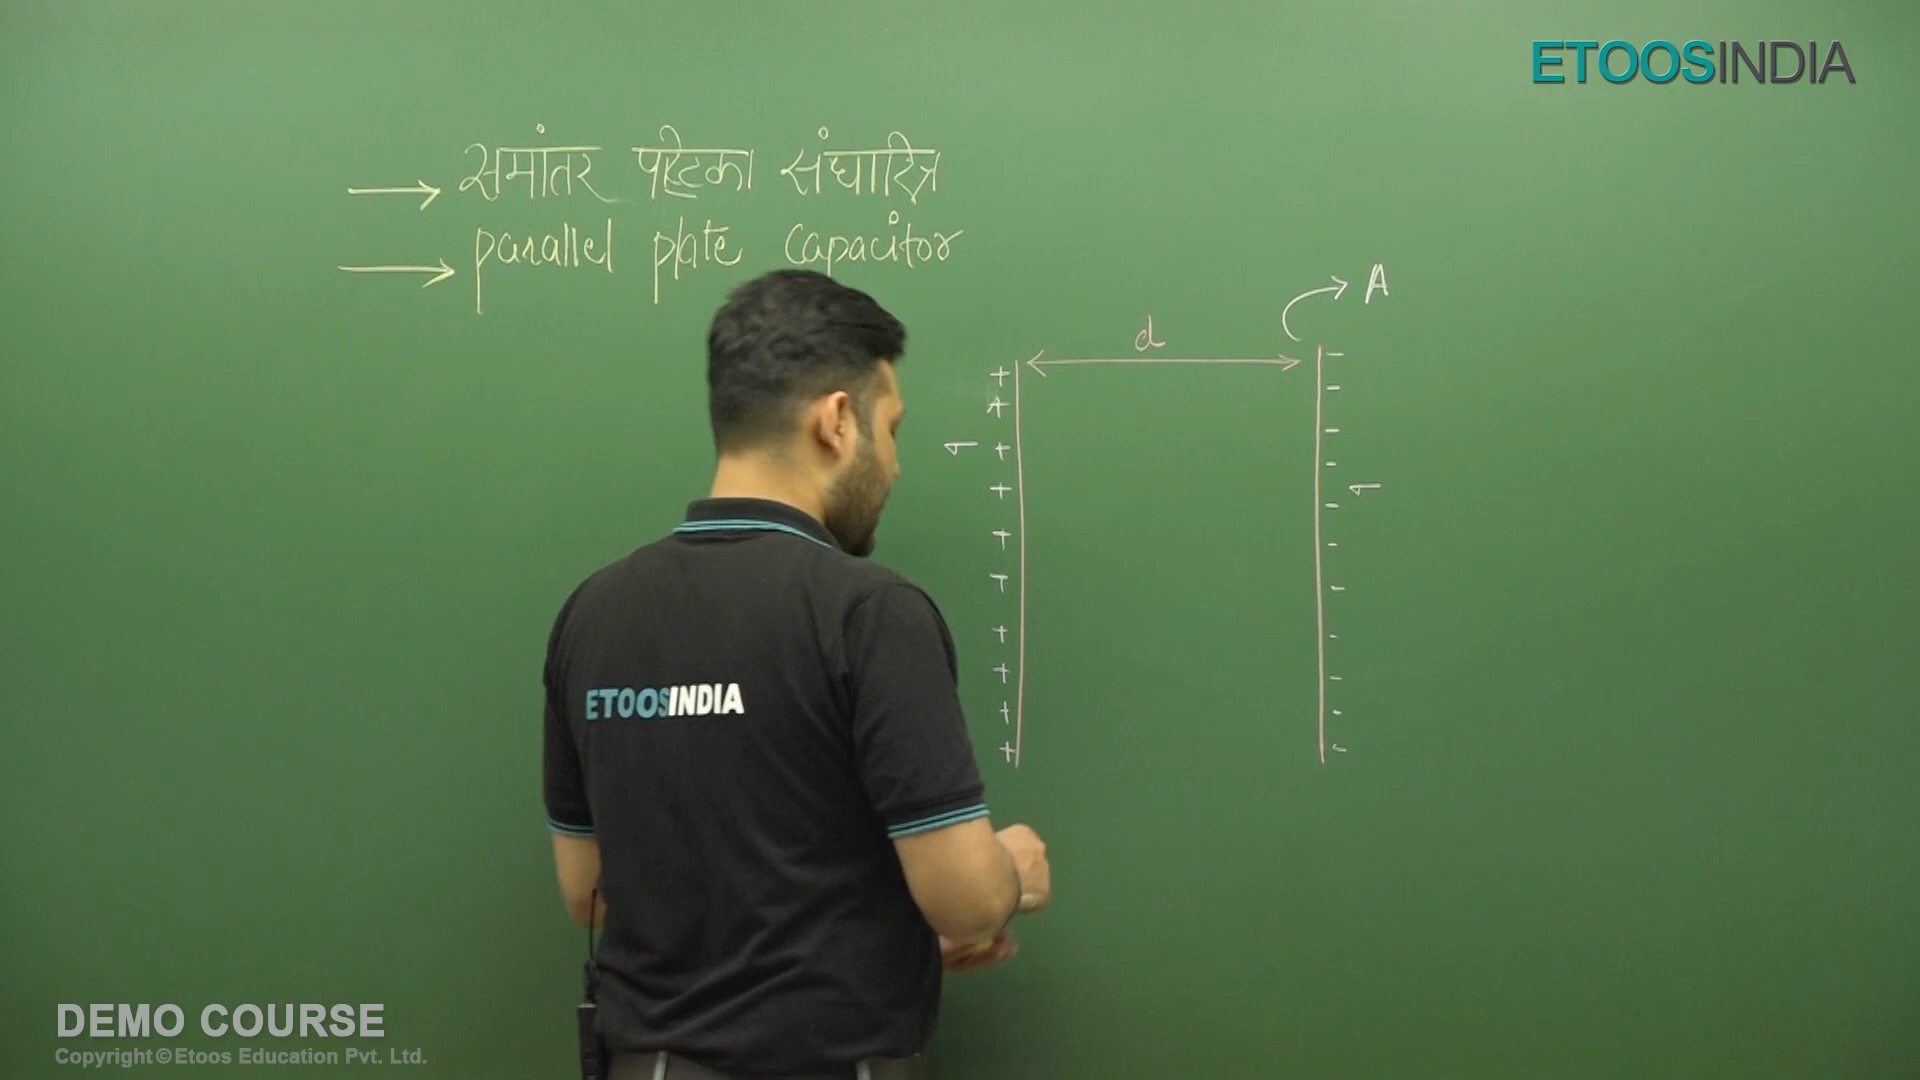 ETOOSINDIA
→ समांतर पट्टिका संधारित्र
→ parallel plate capacitor
A
d
ETOOSINDIA
DEMO COURSE
Copyright © Etoos Education Pvt. Ltd.